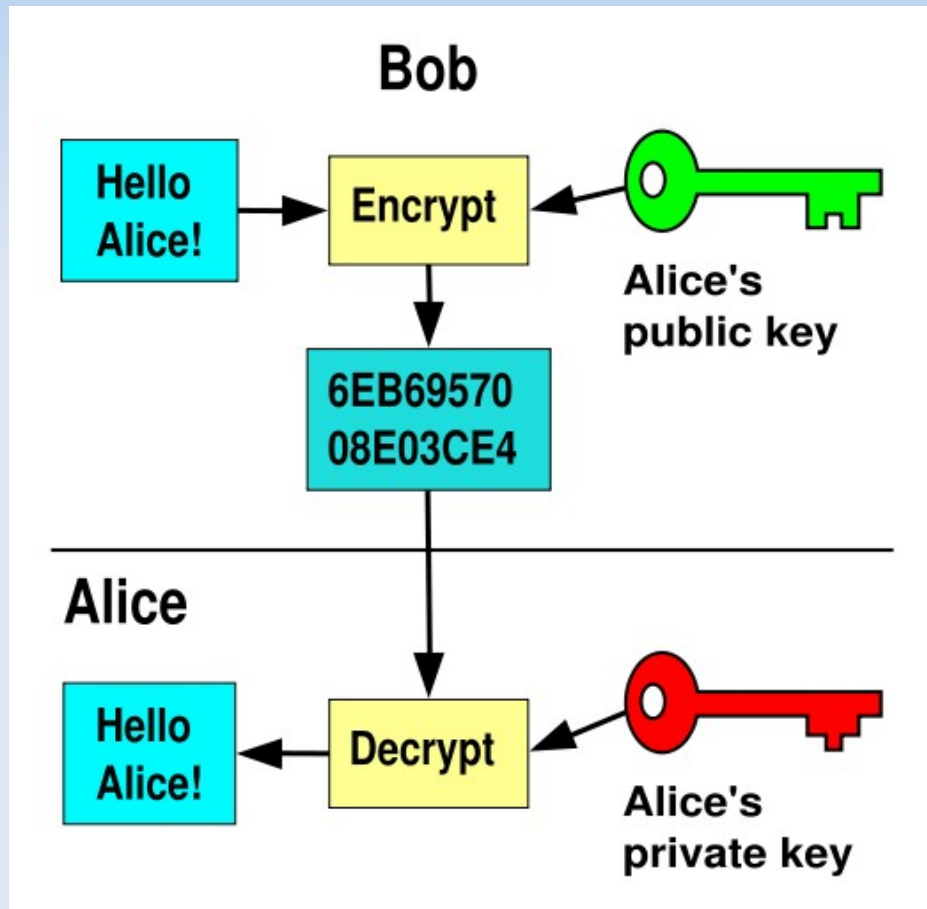 Bob
Hello
Alice!
Encrypt
Alice's
public key
6EB69570
08E03CE4
Alice
Hello
Alice!
Decrypt
Alice's
private key